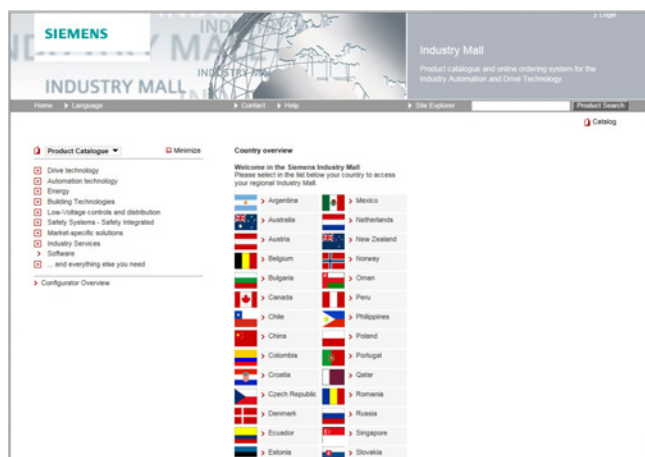 Login
SIEMENS
INDUSTRY MALL
Industry Mall
Product catalogue and online ordering system for the
Industry Automation and Drive Technology.
Home Language Contact Help Site Explorer Product Search
Catalog
Product Catalogue Minimize
Drive technology
Automation technology
Energy
Building Technologies
Low-Voltage controls and distribution
Safety Systems - Safety Integrated
Market-specific solutions
Industry Services
Software
... and everything else you need
Configurator Overview
Country overview
Welcome in the Siemens Industry Mall
Please select in the list below your country to access
your regional Industry Mall.
Argentina Mexico
Australia Netherlands
Austria New Zealand
Belgium Norway
Bulgaria Oman
Canada Peru
Chile Philippines
China Poland
Colombia Portugal
Croatia Qatar
Czech Republic Romania
Denmark Russia
Ecuador Singapore
Estonia Slovakia